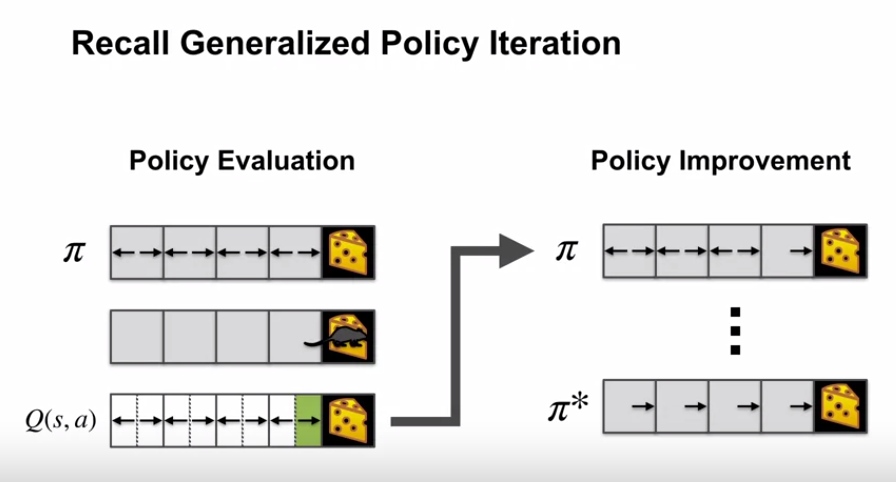 Recall Generalized Policy Iteration
Policy Evaluation
Policy Improvement
π
π
Q(s, a)
π*